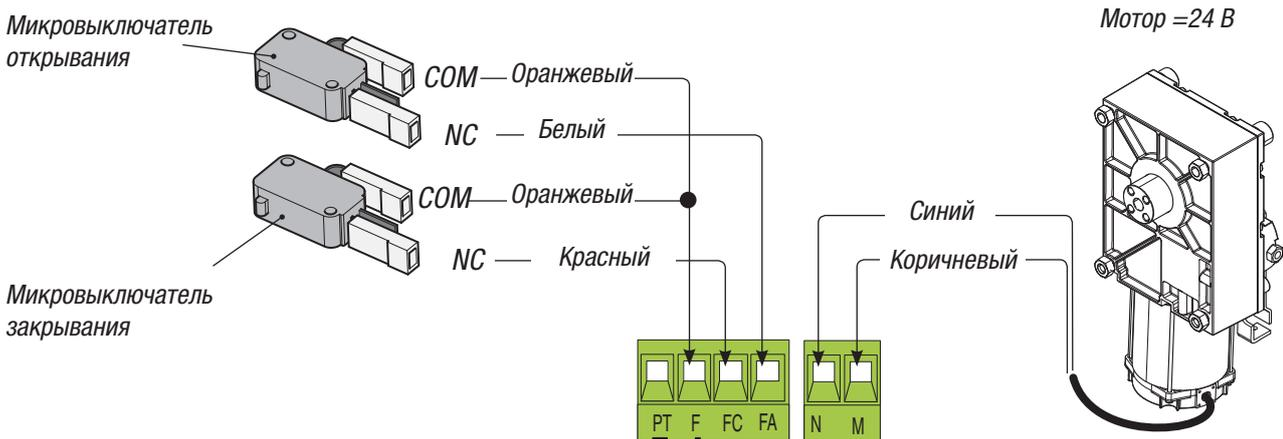 Микровыключатель
открывания
Мотор =24 В
COM
Оранжевый
NC
Белый
COM
Оранжевый
NC
Красный
Синий
Коричневый
Микровыключатель
закрывания
PT F FC FA N M